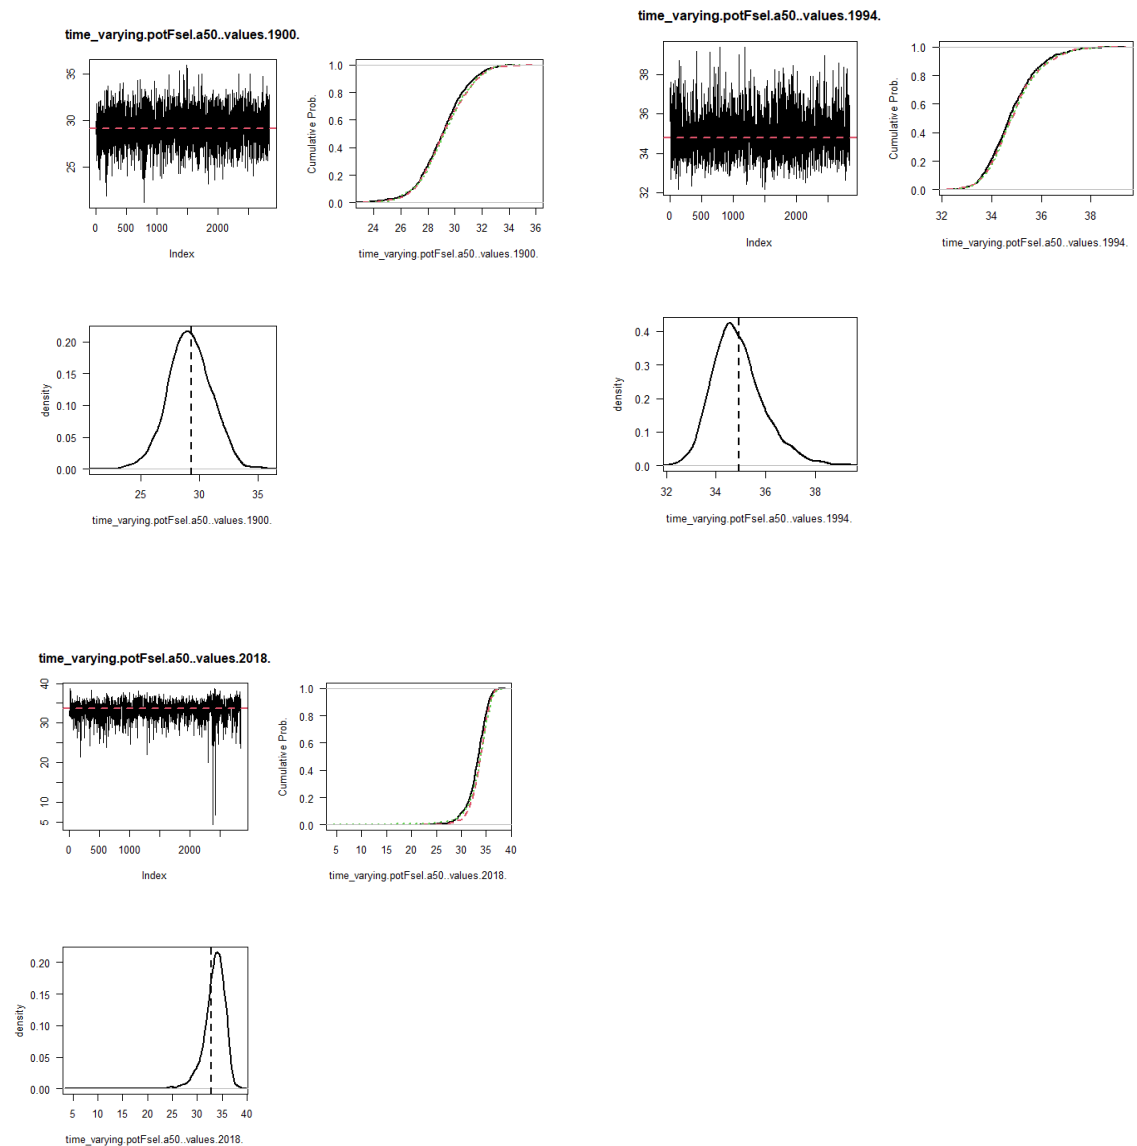 time_varying.potFsel.a50..values.1900.
25 30 35
0 500 1000 2000
Index
Cumulative Prob.
0.0 0.2 0.4 0.6 0.8 1.0
24 26 28 30 32 34 36
time_varying.potFsel.a50..values.1900.
density
0.00 0.05 0.10 0.15 0.20
25 30 35
time_varying.potFsel.a50..values.1900.
time_varying.potFsel.a50..values.1994.
32 34 36 38
0 500 1000 2000
Index
Cumulative Prob.
0.0 0.2 0.4 0.6 0.8 1.0
32 34 36 38
time_varying.potFsel.a50..values.1994.
density
0.0 0.1 0.2 0.3 0.4
32 34 36 38
time_varying.potFsel.a50..values.1994.
time_varying.potFsel.a50..values.2018.
5 10 20 30 40
0 500 1000 2000
Index
Cumulative Prob.
0.0 0.2 0.4 0.6 0.8 1.0
5 10 15 20 25 30 35 40
time_varying.potFsel.a50..values.2018.
density
0.00 0.05 0.10 0.15 0.20
5 10 15 20 25 30 35 40
time_varying.potFsel.a50..values.2018.